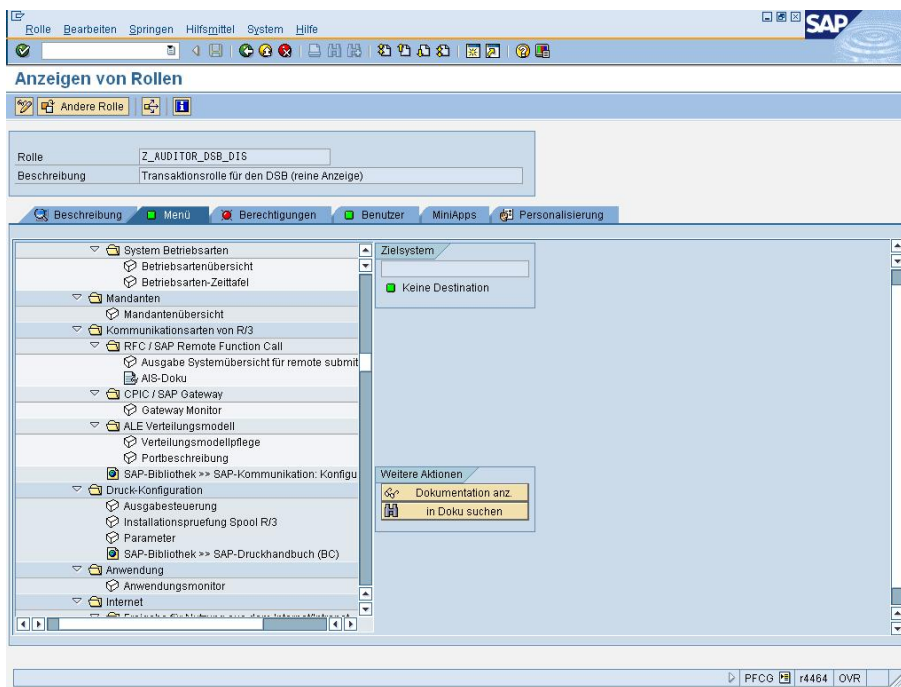 Rolle Bearbeiten Springen Hilfsmittel System Hilfe
SAP
Anzeigen von Rollen
Andere Rolle
Rolle Z_AUDITOR_DSB_DIS
Beschreibung Transaktionsrolle für den DSB (reine Anzeige)
Beschreibung Menü Berechtigungen Benutzer MiniApps Personalisierung
System Betriebsarten
Betriebsartenübersicht
Betriebsarten-Zeittafel
Mandanten
Mandantenübersicht
Kommunikationsarten von R/3
RFC / SAP Remote Function Call
Ausgabe Systemübersicht für remote submit
AIS-Doku
CPIC / SAP Gateway
Gateway Monitor
ALE Verteilungsmodell
Verteilungsmodellpflege
Portbeschreibung
SAP-Bibliothek >> SAP-Kommunikation: Konfigu
Druck-Konfiguration
Ausgabesteuerung
Installationspruefung Spool R/3
Parameter
SAP-Bibliothek >> SAP-Druckhandbuch (BC)
Anwendung
Anwendungsmonitor
Internet
Zielsystem
Keine Destination
Weitere Aktionen
Dokumentation anz.
in Doku suchen
PFCG r4464 OVR